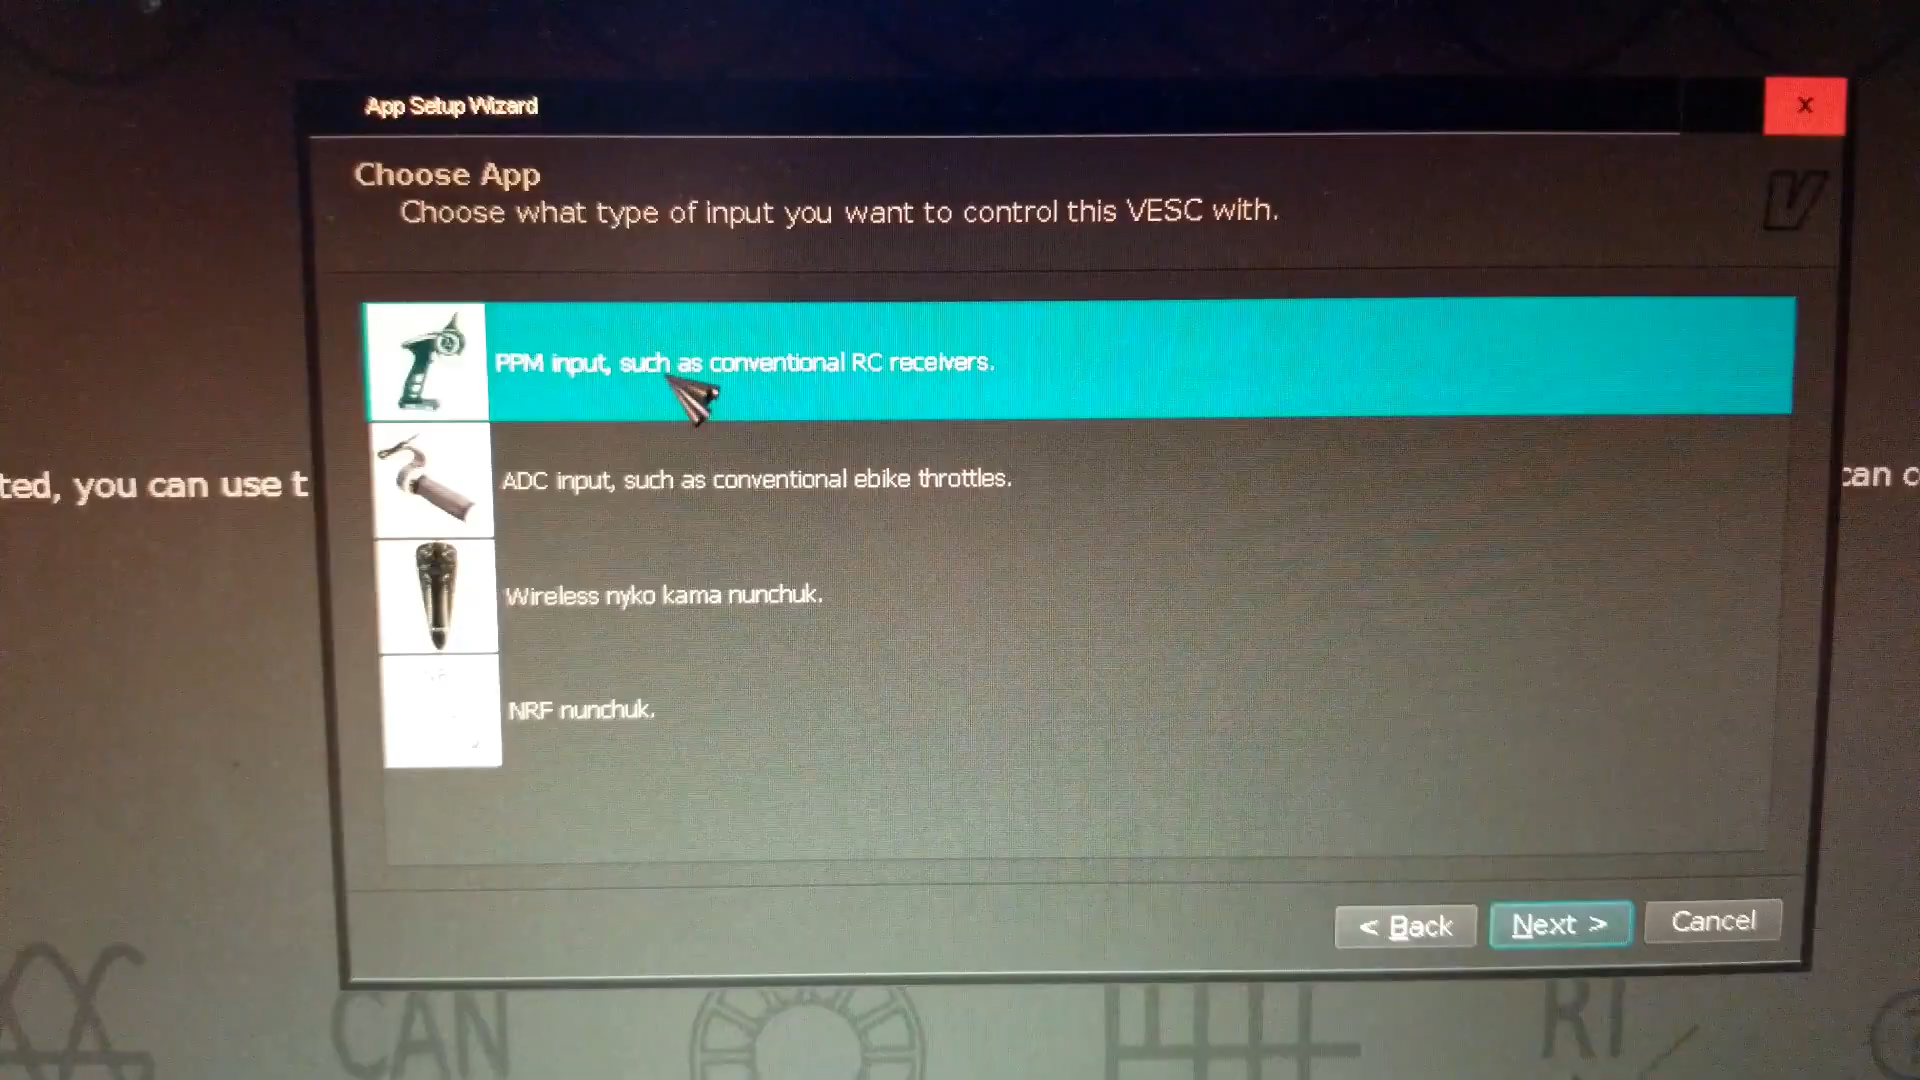 App Setup Wizard
x
Choose App
Choose what type of input you want to control this VESC with.
PPM input, such as conventional RC receivers.
ADC input, such as conventional ebike throttles.
ted, you can use t
can c
Wireless nyko kama nunchuk.
NRF nunchuk.
< Back
Next >
Cancel
CAN